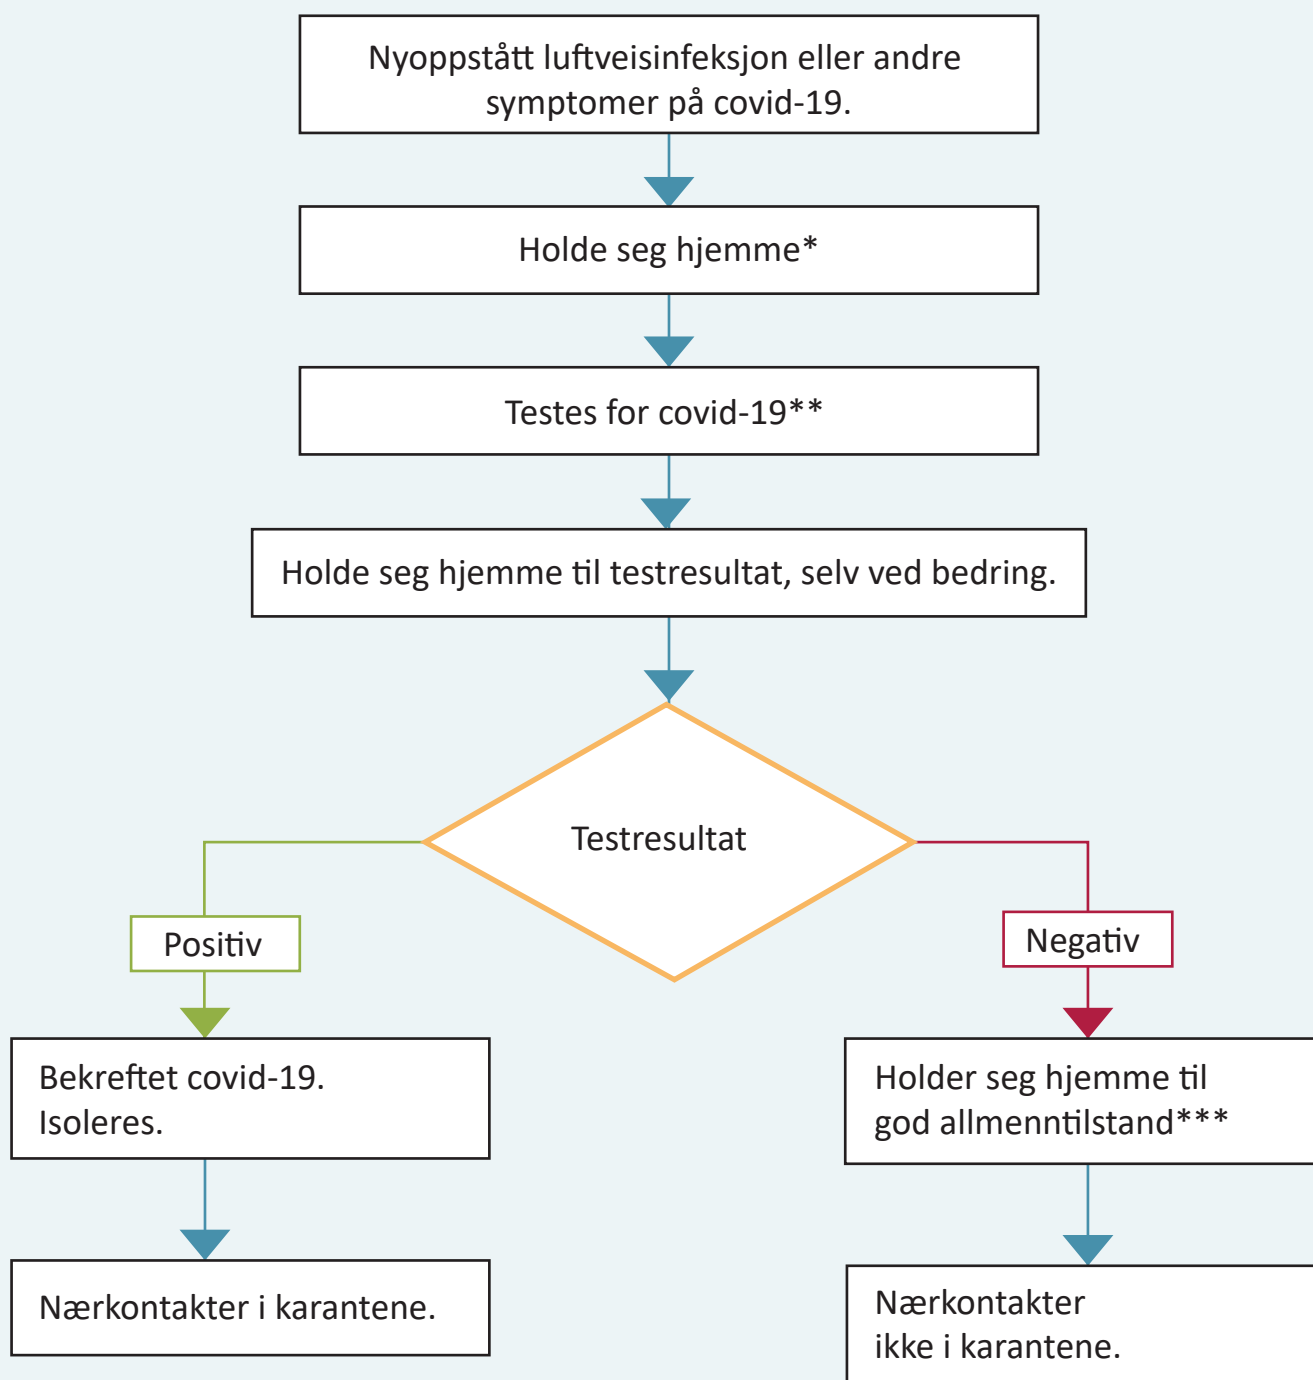 Nyoppstått luftveisinfeksjon eller andre
symptomer på covid-19.
Holde seg hjemme*
Testes for covid-19**
Holde seg hjemme til testresultat, selv ved bedring.
Testresultat
Positiv
Negativ
Bekreftet covid-19.
Isoleres.
Holder seg hjemme til
god allmenntilstand***
Nærkontakter i karantene.
Nærkontakter
ikke i karantene.